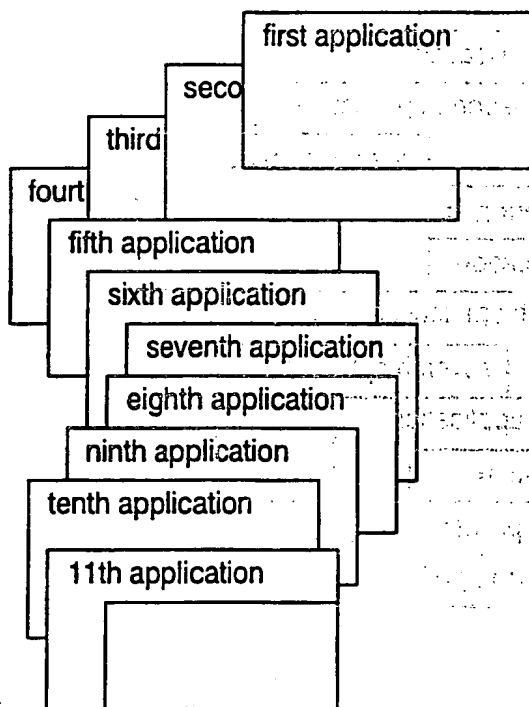 first application
seco
third
fourt
fifth application
sixth application
seventh application
eighth application
ninth application
tenth application
11th application